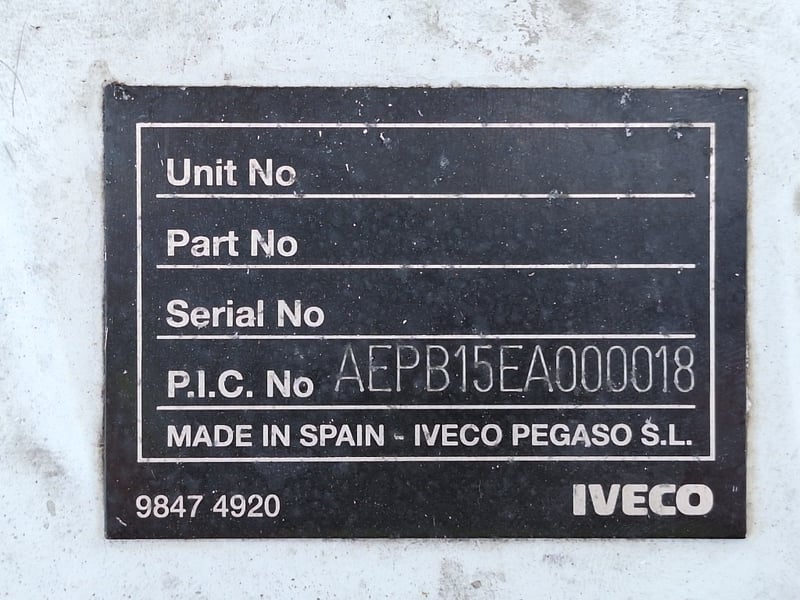 Unit No
Part No
Serial No
P.I.C. No AEPB15EA000018
MADE IN SPAIN - IVECO PEGASO S.L.
9847 4920 IVECO